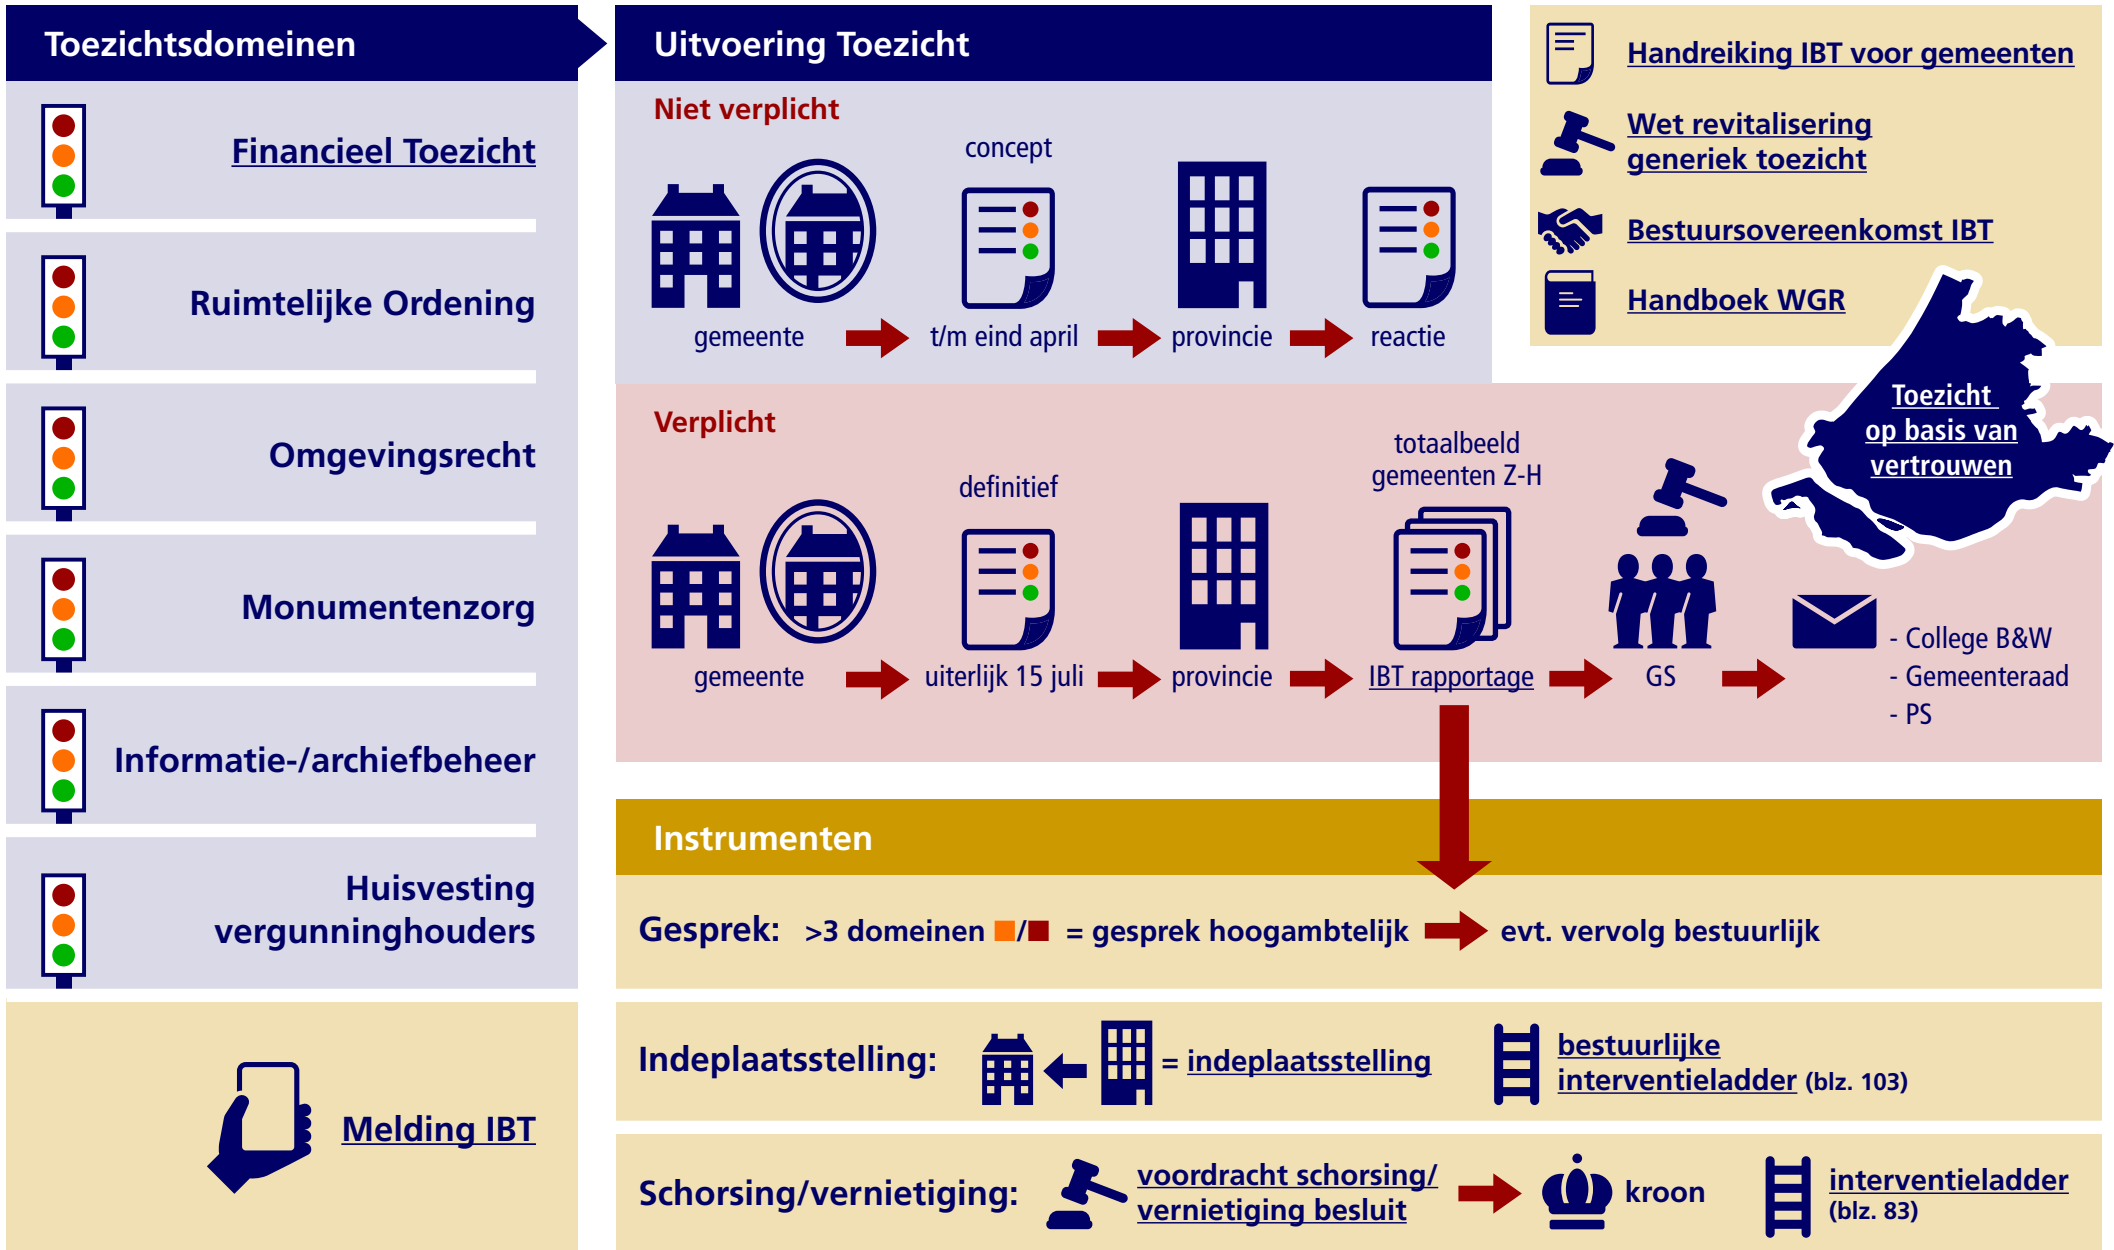 Toezichtsdomeinen
Financieel Toezicht
Ruimtelijke Ordening
Omgevingsrecht
Monumentenzorg
Informatie-/archiefbeheer
Huisvesting
vergunninghouders
Melding IBT
Uitvoering Toezicht
Niet verplicht
concept
gemeente
t/m eind april
provincie
reactie
Verplicht
definitief
totaalbeeld
gemeenten Z-H
gemeente
uiterlijk 15 juli
provincie
IBT rapportage
GS
- College B&W
- Gemeenteraad
- PS
Handreiking IBT voor gemeenten
Wet revitalisering
generiek toezicht
Bestuursovereenkomst IBT
Handboek WGR
Toezicht
op basis van
vertrouwen
Instrumenten
Gesprek: >3 domeinen / = gesprek hoogambtelijk evt. vervolg bestuurlijk
Indeplaatsstelling: = indeplaatsstelling
bestuurlijke
interventieladder (blz. 103)
Schorsing/vernietiging:
voordracht schorsing/
vernietiging besluit
kroon
interventieladder
(blz. 83)